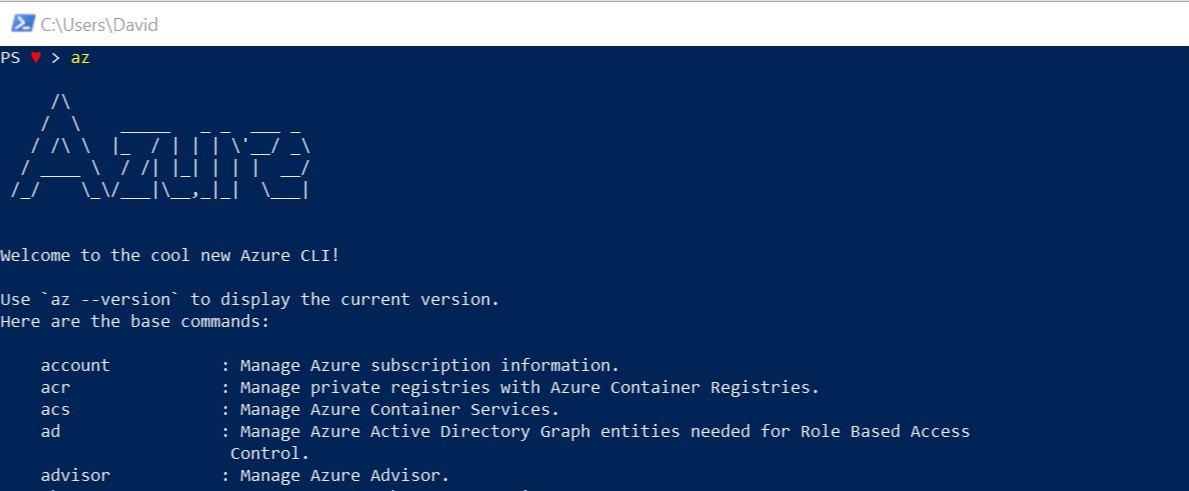 C:\Users\David
PS ♥ > az
Azure
Welcome to the cool new Azure CLI!
Use `az --version` to display the current version.
Here are the base commands:
account : Manage Azure subscription information.
acr : Manage private registries with Azure Container Registries.
acs : Manage Azure Container Services.
ad : Manage Azure Active Directory Graph entities needed for Role Based Access
Control.
advisor : Manage Azure Advisor.